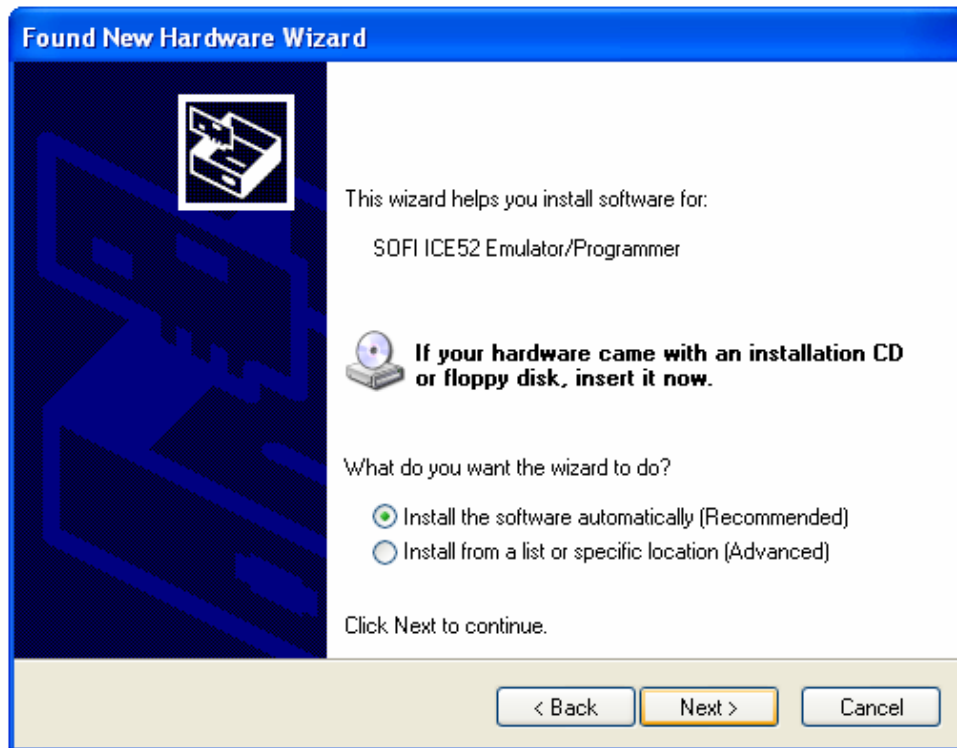 Found New Hardware Wizard
This wizard helps you install software for:
SOFI ICE52 Emulator/Programmer
If your hardware came with an installation CD
or floppy disk, insert it now.
What do you want the wizard to do?
Install the software automatically (Recommended)
Install from a list or specific location (Advanced)
Click Next to continue.
< Back Next > Cancel